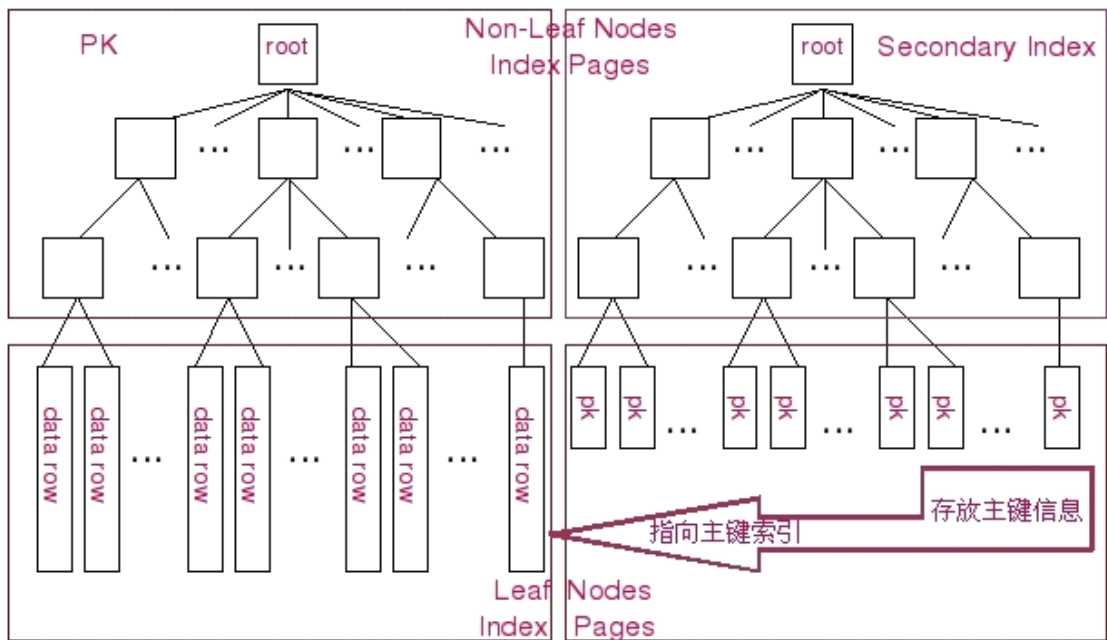 PK
root
Non-Leaf Nodes
Index Pages
root
Secondary Index
...
...
...
...
...
...
...
...
...
...
...
...
data row
data row
...
data row
data row
...
data row
data row
...
data row
pk
pk
...
pk
pk
...
pk
pk
...
pk
存放主键信息
指向主键索引
Leaf Nodes
Index Pages